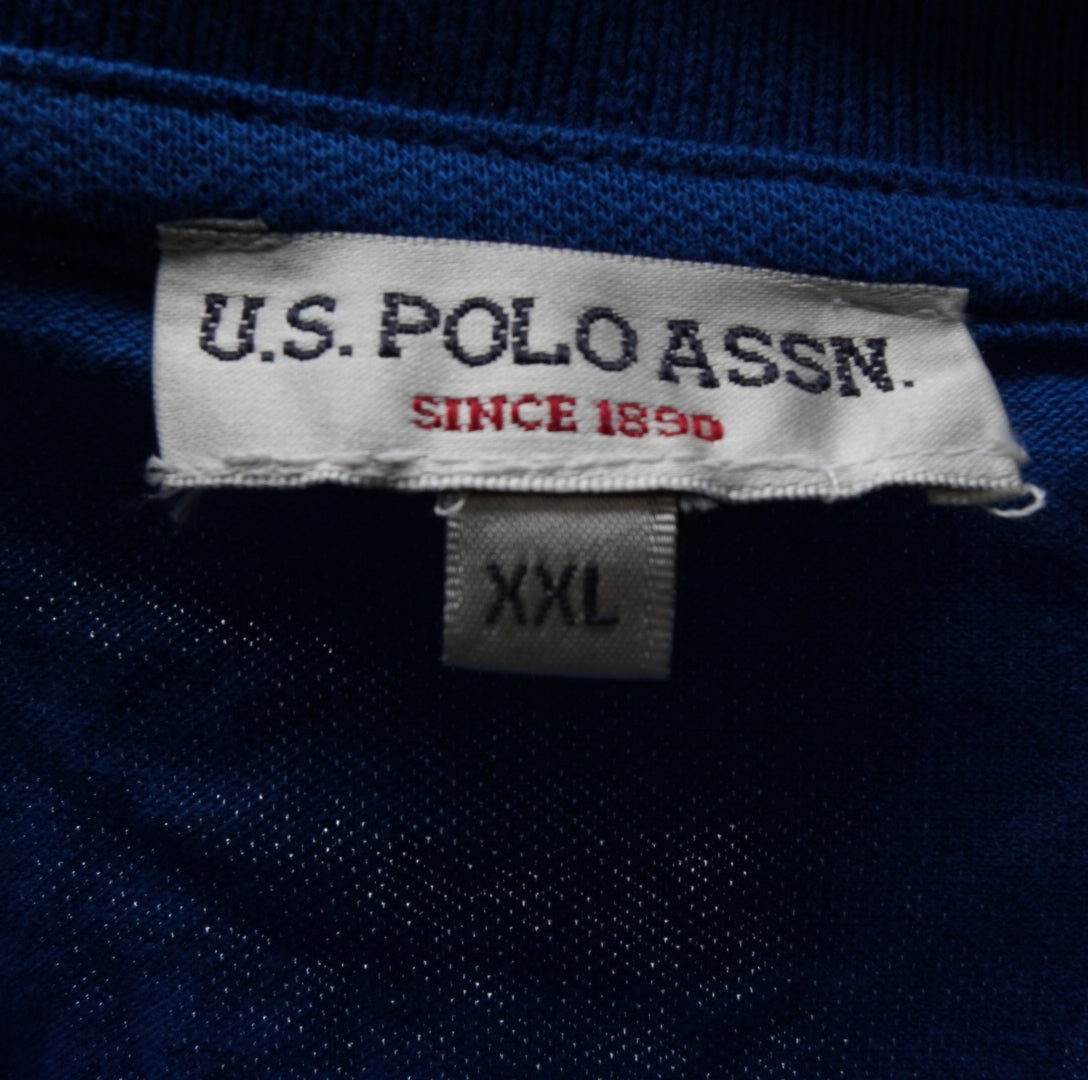 U.S. POLO ASSN.
SINCE 1890
XXL